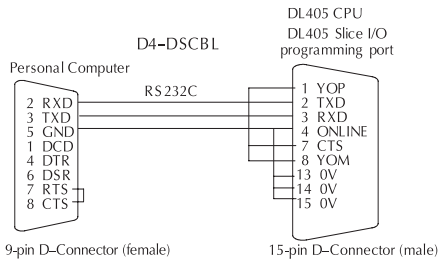 DL405 CPU
DL405 Slice I/O
programming port
D4-DSCBL
Personal Computer
RS232C
2 RXD
3 TXD
5 GND
1 DCD
4 DTR
6 DSR
7 RTS
8 CTS
1 YOP
2 TXD
3 RXD
4 ONLINE
7 CTS
8 YOM
13 0V
14 0V
15 0V
9-pin D-Connector (female)
15-pin D-Connector (male)